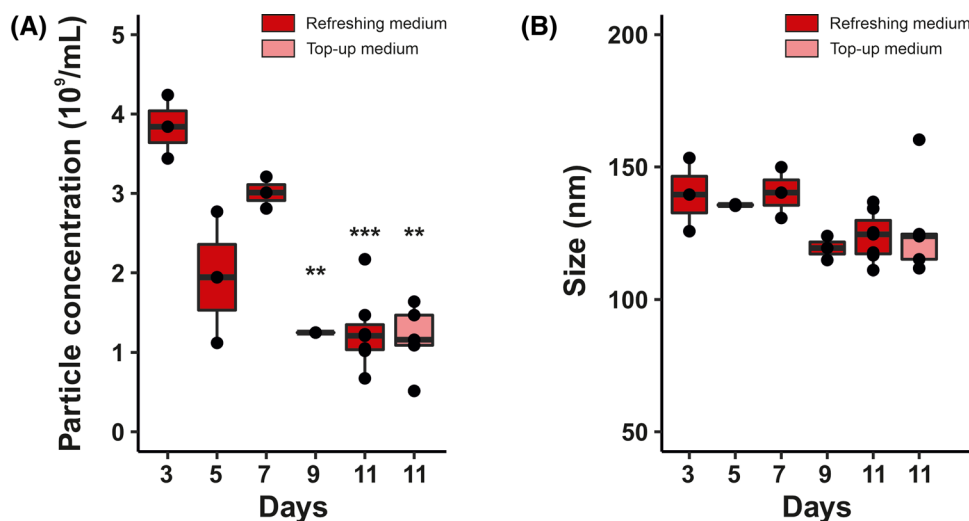 (A)
Refreshing medium
Top-up medium
Particle concentration (10⁹/mL)
5
4
3
2
1
0
**
***
**
3 5 7 9 11 11
Days
(B)
Refreshing medium
Top-up medium
Size (nm)
200
150
100
50
3 5 7 9 11 11
Days